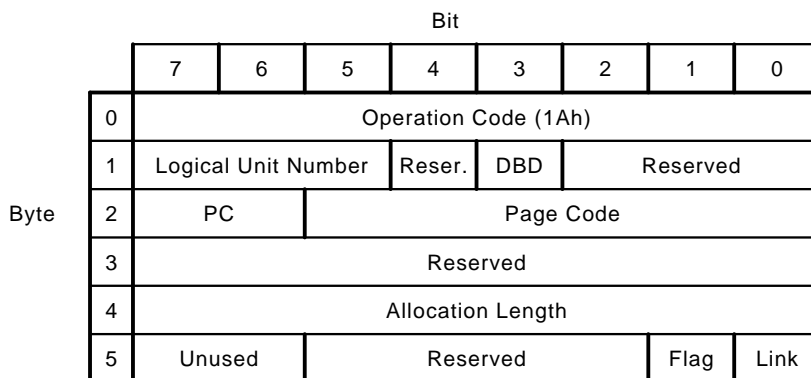 Bit
7 6 5 4 3 2 1 0
0 Operation Code (1Ah)
1 Logical Unit Number Reser. DBD Reserved
Byte 2 PC Page Code
3 Reserved
4 Allocation Length
5 Unused Reserved Flag Link